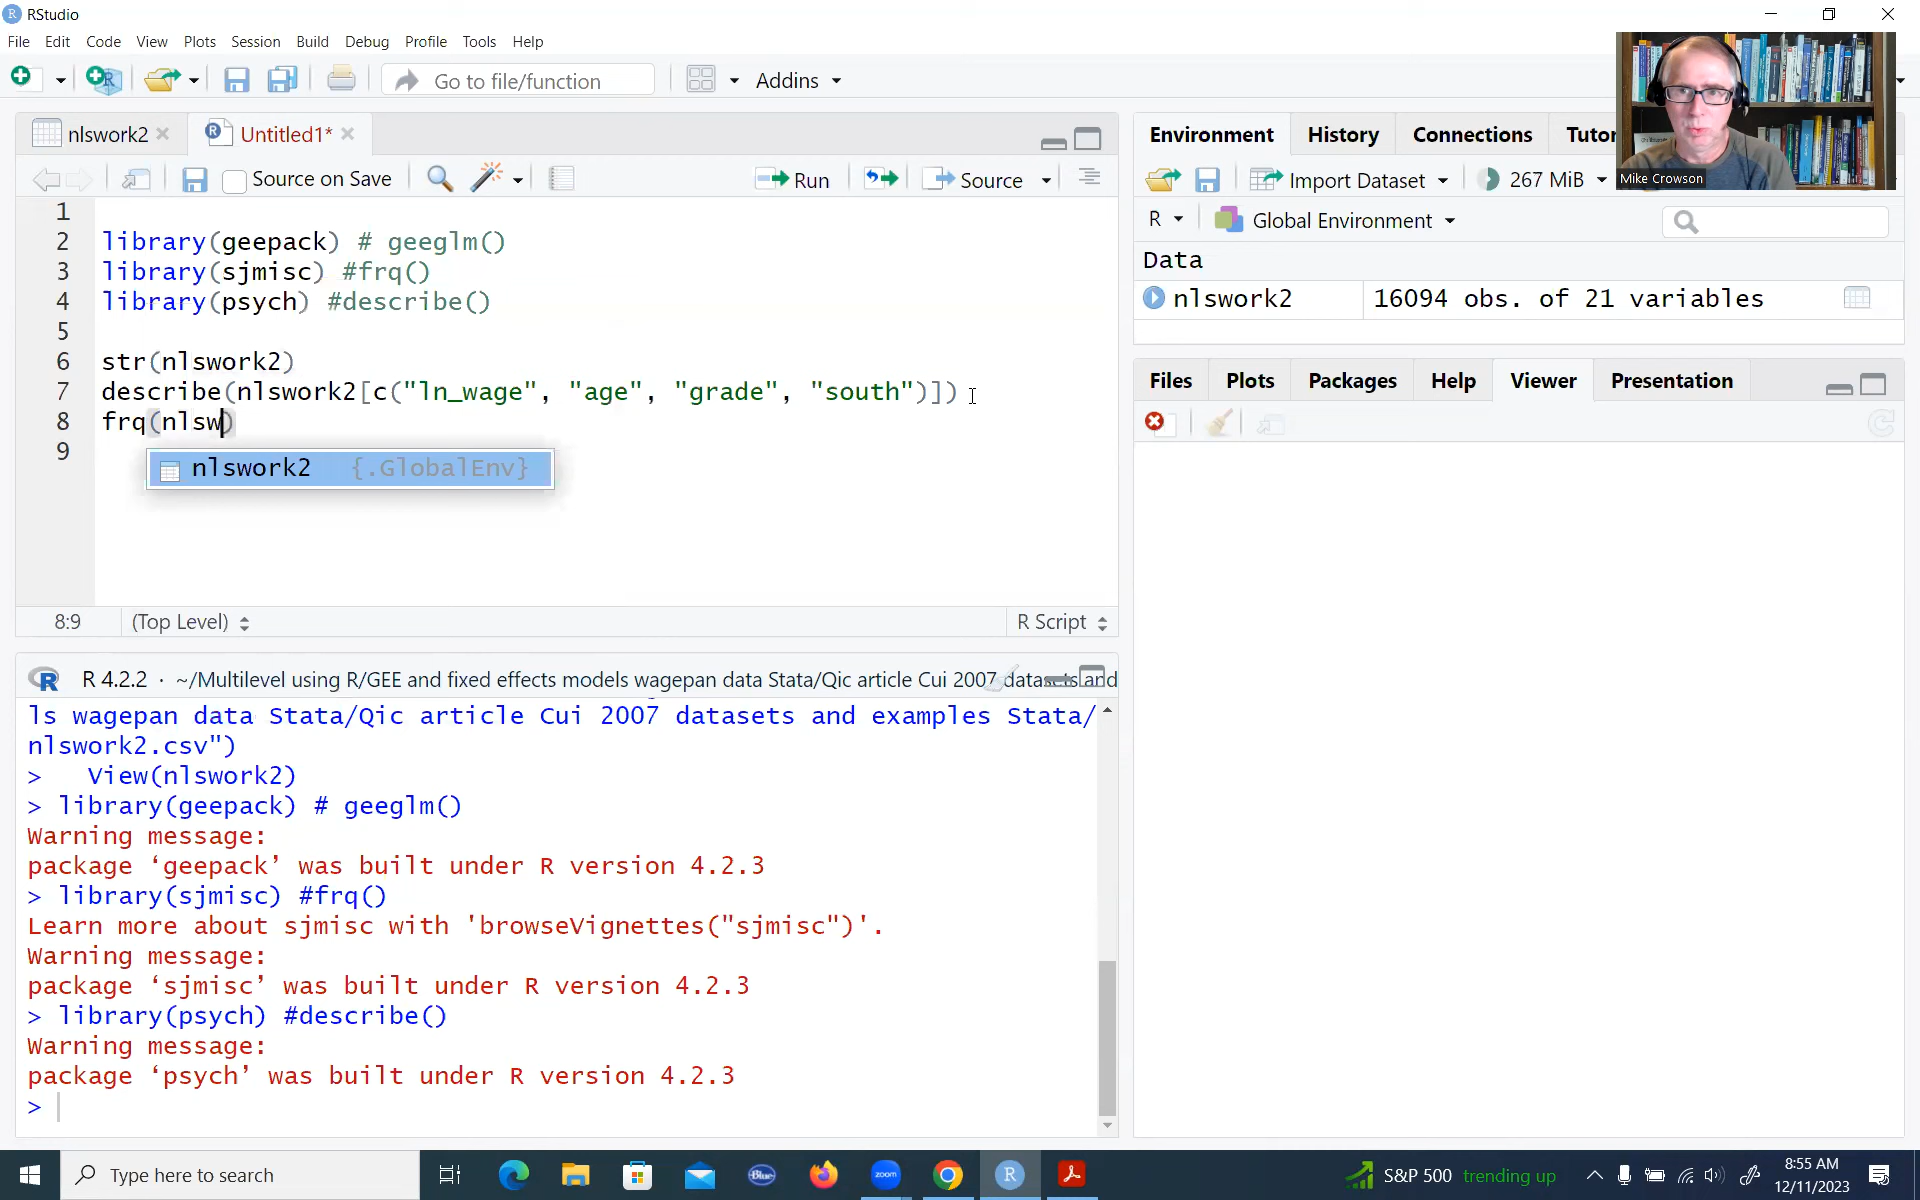 RStudio
File Edit Code View Plots Session Build Debug Profile Tools Help
Go to file/function
Addins
nlswork2
Untitled1*
Source on Save
Run
Source
1
2 library(geepack) # geeglm()
3 library(sjmisc) #frq()
4 library(psych) #describe()
5
6 str(nlswork2)
7 describe(nlswork2[c("ln_wage", "age", "grade", "south")])
8 frq(nlsw)
9
nlswork2 {.GlobalEnv}
8:9 (Top Level) R Script
R 4.2.2 · ~/Multilevel using R/GEE and fixed effects models wagepan data Stata/Qic article Cui 2007 datasets and
ls wagepan data Stata/Qic article Cui 2007 datasets and examples Stata/
nlswork2.csv")
> View(nlswork2)
> library(geepack) # geeglm()
Warning message:
package ‘geepack’ was built under R version 4.2.3
> library(sjmisc) #frq()
Learn more about sjmisc with 'browseVignettes("sjmisc")'.
Warning message:
package ‘sjmisc’ was built under R version 4.2.3
> library(psych) #describe()
Warning message:
package ‘psych’ was built under R version 4.2.3
>
Environment History Connections Tutor
Import Dataset 267 MiB
R Global Environment
Data
nlswork2 16094 obs. of 21 variables
Files Plots Packages Help Viewer Presentation
Mike Crowson
Type here to search
Blue
zoom
S&P 500 trending up
8:55 AM
12/11/2023